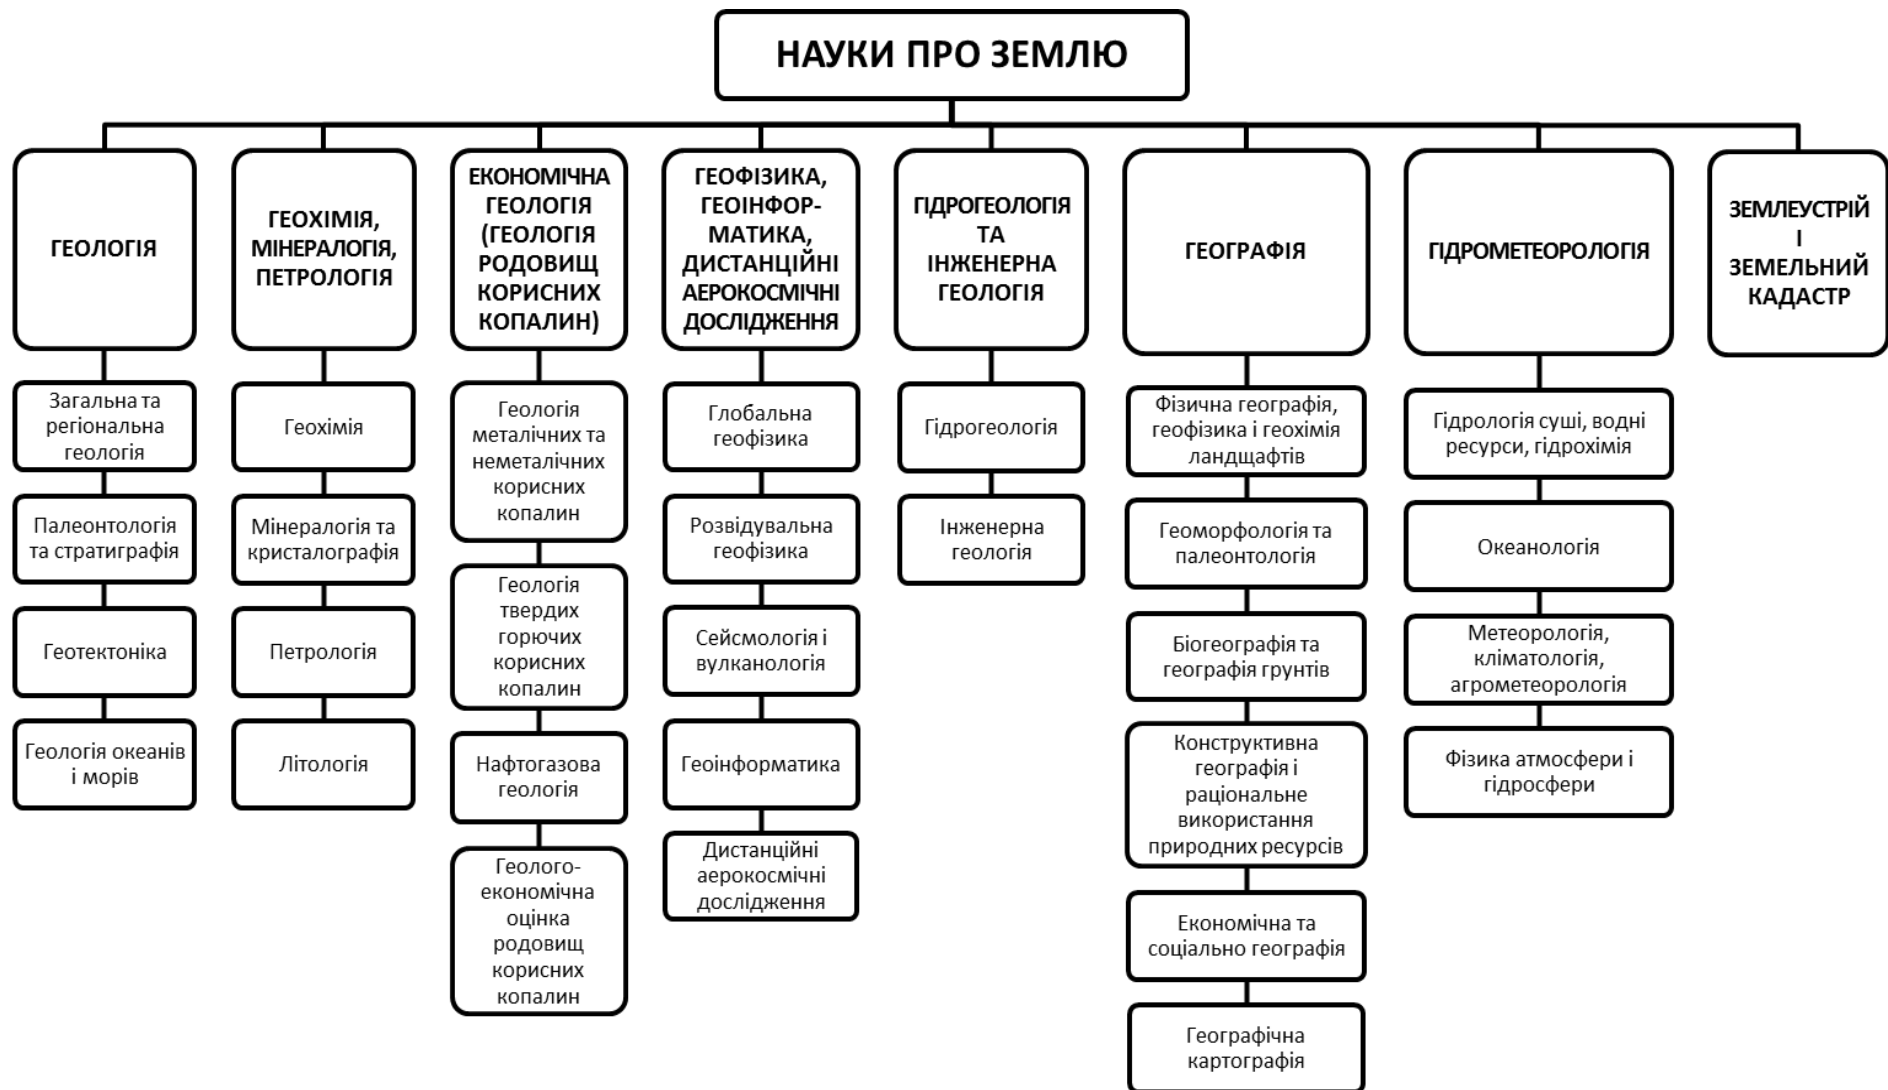 НАУКИ ПРО ЗЕМЛЮ
ГЕОЛОГІЯ
Загальна та
регіональна
геологія
Палеонтологія
та стратиграфія
Геотектоніка
Геологія океанів
і морів
ГЕОХІМІЯ,
МІНЕРАЛОГІЯ,
ПЕТРОЛОГІЯ
Геохімія
Мінералогія та
кристалографія
Петрологія
Літологія
ЕКОНОМІЧНА
ГЕОЛОГІЯ
(ГЕОЛОГІЯ
РОДОВИЩ
КОРИСНИХ
КОПАЛИН)
Геологія
металічних та
неметалічних
корисних
копалин
Геологія
твердих
горючих
корисних
копалин
Нафтогазова
геологія
Геолого-
економічна
оцінка
родовищ
корисних
копалин
ГЕОФІЗИКА,
ГЕОІНФОР-
МАТИКА,
ДИСТАНЦІЙНІ
АЕРОКОСМІЧНІ
ДОСЛІДЖЕННЯ
Глобальна
геофізика
Розвідувальна
геофізика
Сейсмологія і
вулканологія
Геоінформатика
Дистанційні
аерокосмічні
дослідження
ГІДРОГЕОЛОГІЯ
ТА
ІНЖЕНЕРНА
ГЕОЛОГІЯ
Гідрогеологія
Інженерна
геологія
ГЕОГРАФІЯ
Фізична географія,
геофізика і геохімія
ландщафтів
Геоморфологія та
палеонтологія
Біогеографія та
географія грунтів
Конструктивна
географія і
раціональне
використання
природних ресурсів
Економічна та
соціально географія
Географічна
картографія
ГІДРОМЕТЕОРОЛОГІЯ
Гідрологія суші, водні
ресурси, гідрохімія
Океанологія
Метеорологія,
кліматологія,
агрометеорологія
Фізика атмосфери і
гідросфери
ЗЕМЛЕУСТРІЙ
І
ЗЕМЕЛЬНИЙ
КАДАСТР